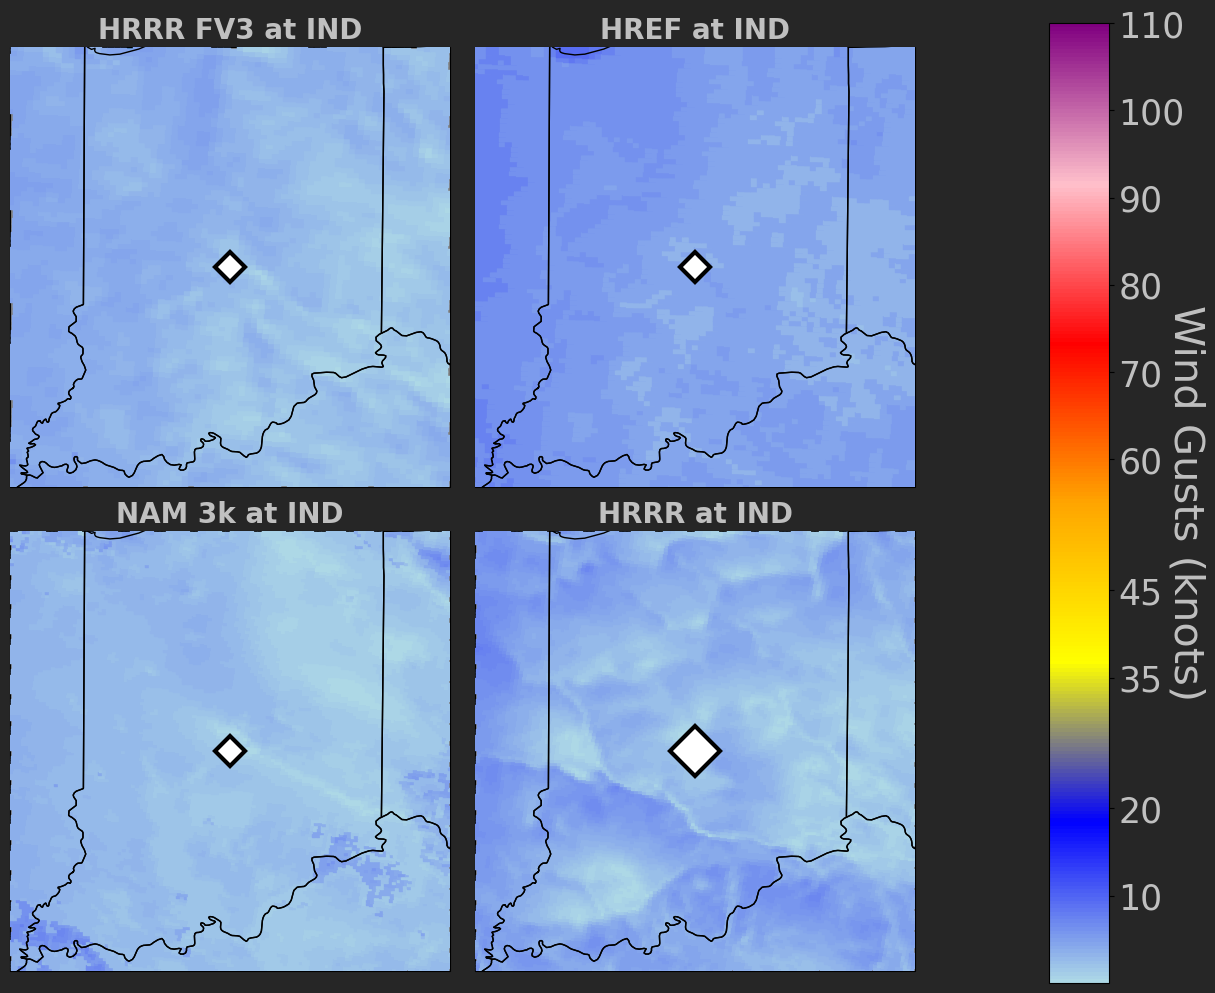 HRRR FV3 at IND
HREF at IND
NAM 3k at IND
HRRR at IND
110
100
90
80
70
60
45
35
20
10
Wind Gusts (knots)